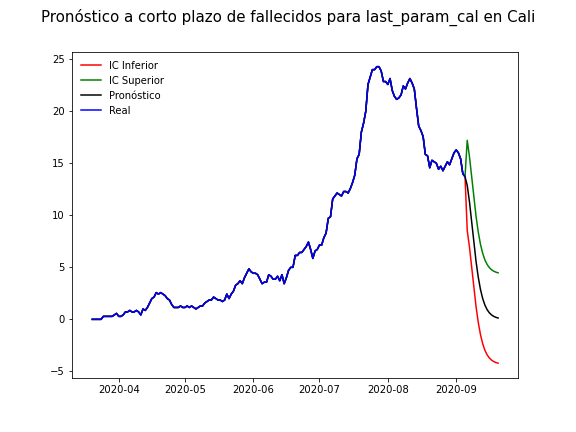 Pronóstico a corto plazo de fallecidos para last_param_cal en Cali
IC Inferior
IC Superior
Pronóstico
Real
25
20
15
10
5
0
−5
2020-04 2020-05 2020-06 2020-07 2020-08 2020-09